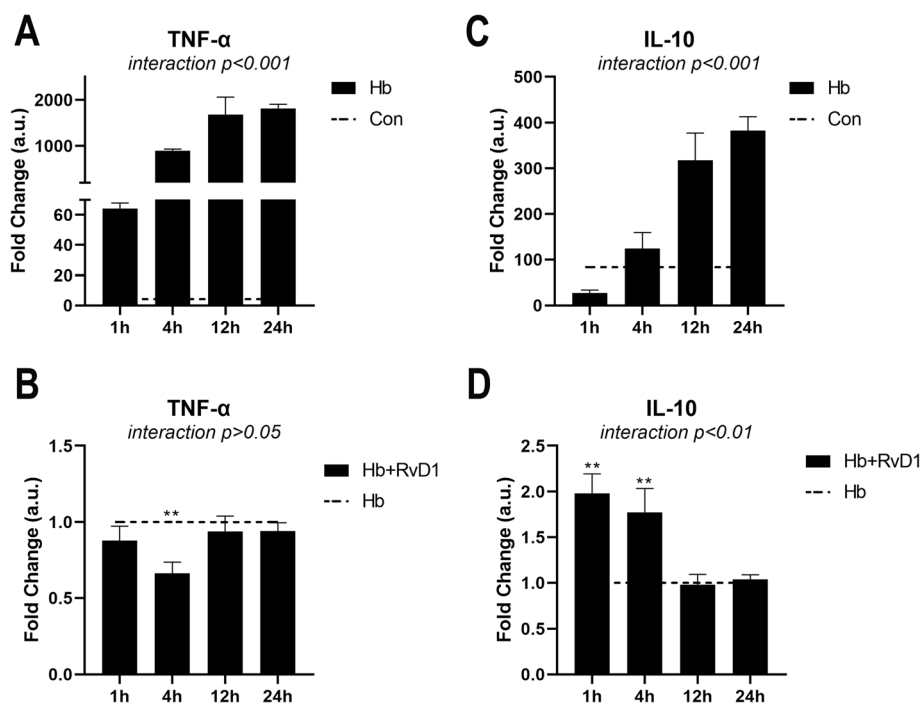 A
TNF-α
interaction p<0.001
Fold Change (a.u.)
2000
1000
60
40
20
0
1h 4h 12h 24h
Hb
Con
C
IL-10
interaction p<0.001
Fold Change (a.u.)
500
400
300
200
100
0
1h 4h 12h 24h
Hb
Con
B
TNF-α
interaction p>0.05
Fold Change (a.u.)
1.5
1.0
0.5
0.0
**
1h 4h 12h 24h
Hb+RvD1
Hb
D
IL-10
interaction p<0.01
Fold Change (a.u.)
2.5
2.0
1.5
1.0
0.5
0.0
** **
1h 4h 12h 24h
Hb+RvD1
Hb